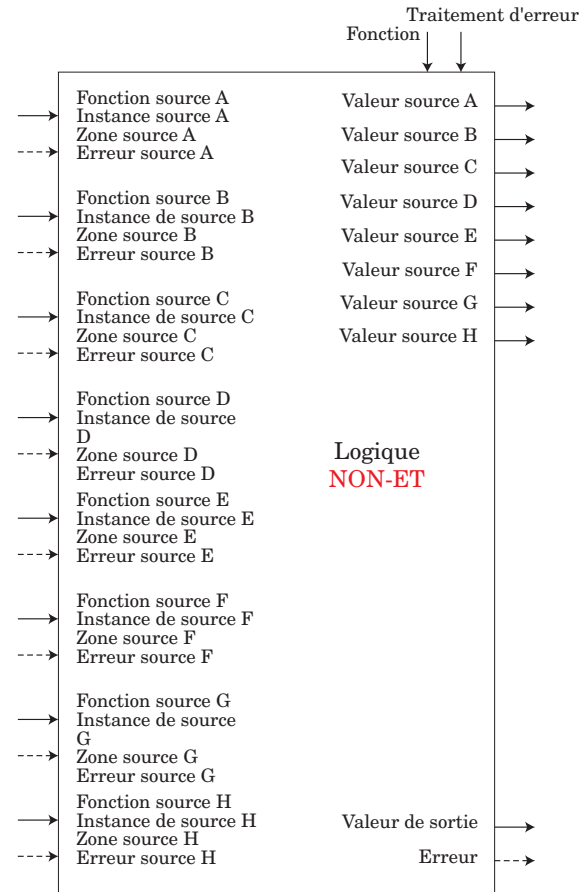 Traitement d'erreur
Fonction
Fonction source A
Instance source A
Zone source A
Erreur source A
Fonction source B
Instance de source B
Zone source B
Erreur source B
Fonction source C
Instance de source C
Zone source C
Erreur source C
Fonction source D
Instance de source
D
Zone source D
Erreur source D
Fonction source E
Instance de source E
Zone source E
Erreur source E
Fonction source F
Instance de source F
Zone source F
Erreur source F
Fonction source G
Instance de source
G
Zone source G
Erreur source G
Fonction source H
Instance de source H
Zone source H
Erreur source H
Valeur source A
Valeur source B
Valeur source C
Valeur source D
Valeur source E
Valeur source F
Valeur source G
Valeur source H
Logique
NON-ET
Valeur de sortie
Erreur